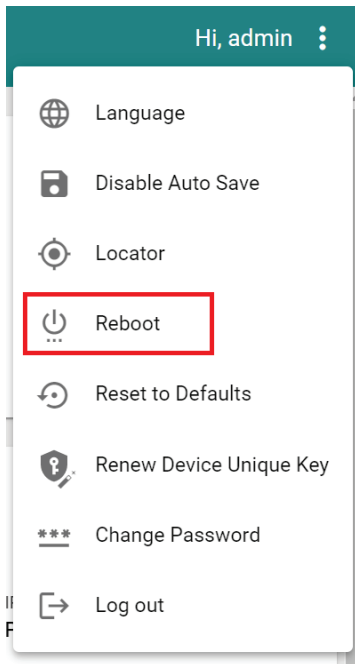 Hi, admin
Language
Disable Auto Save
Locator
Reboot
Reset to Defaults
Renew Device Unique Key
Change Password
Log out